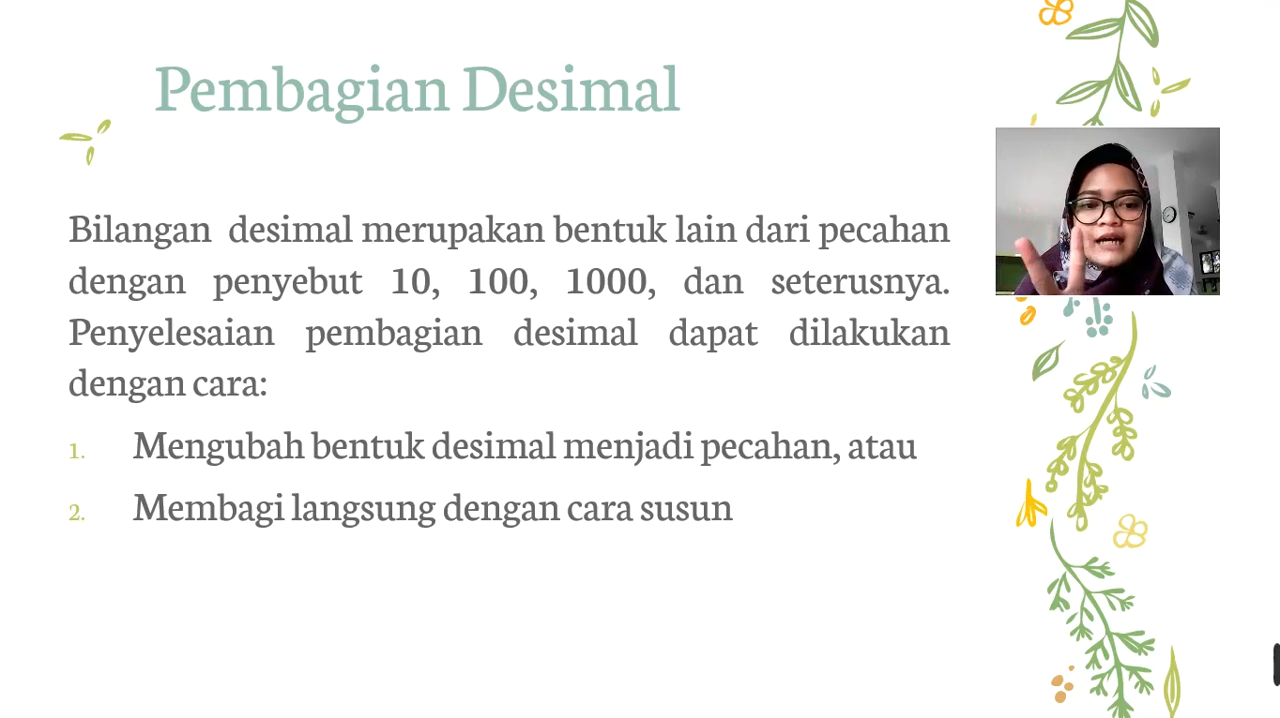 Pembagian Desimal
Bilangan desimal merupakan bentuk lain dari pecahan
dengan penyebut 10, 100, 1000, dan seterusnya.
Penyelesaian pembagian desimal dapat dilakukan
dengan cara:
1. Mengubah bentuk desimal menjadi pecahan, atau
2. Membagi langsung dengan cara susun